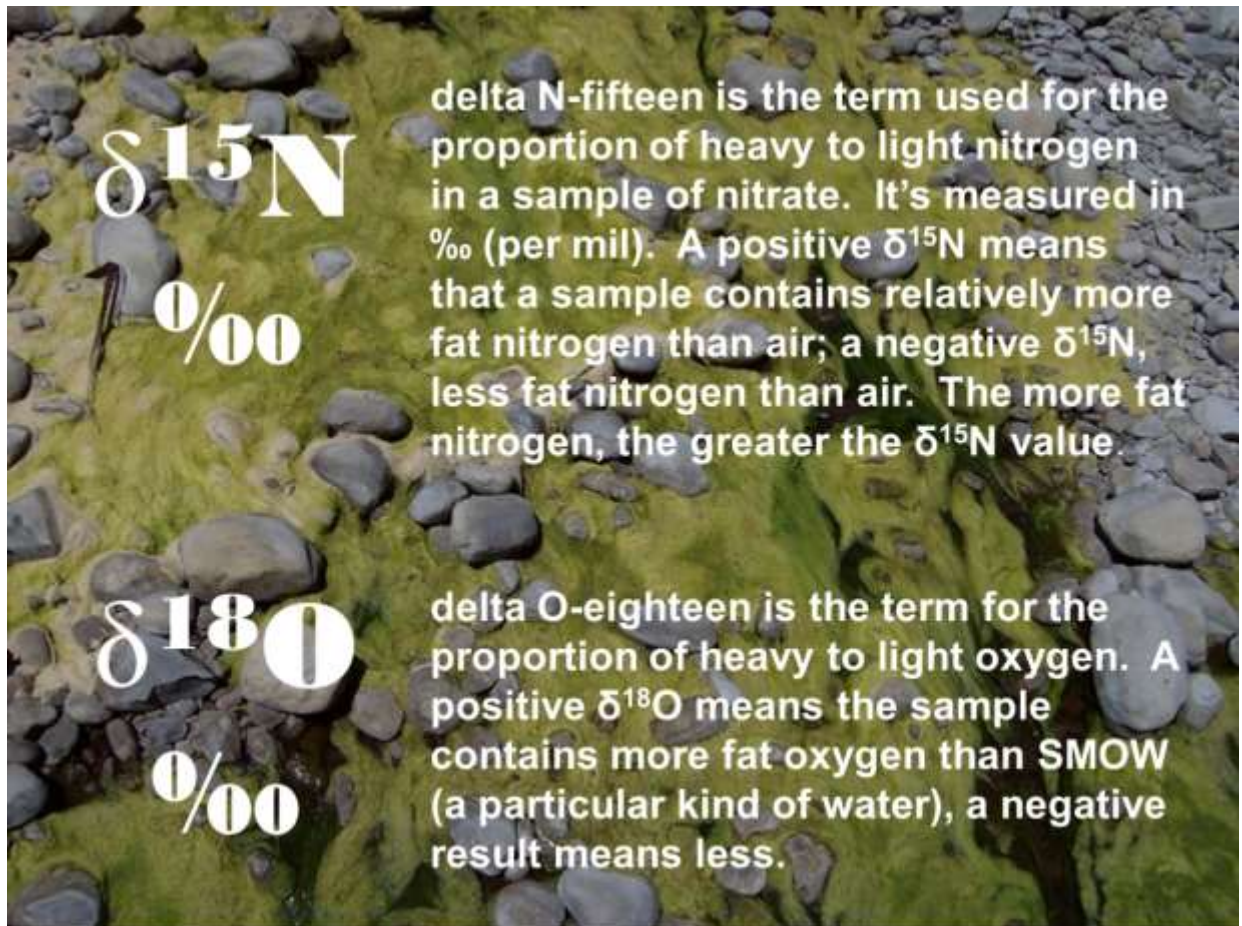 δ¹⁵N
‰
delta N-fifteen is the term used for the
proportion of heavy to light nitrogen
in a sample of nitrate.  It’s measured in
‰ (per mil).  A positive δ¹⁵N means
that a sample contains relatively more
fat nitrogen than air; a negative δ¹⁵N,
less fat nitrogen than air.  The more fat
nitrogen, the greater the δ¹⁵N value.
δ¹⁸O
‰
delta O-eighteen is the term for the
proportion of heavy to light oxygen.  A
positive δ¹⁸O means the sample
contains more fat oxygen than SMOW
(a particular kind of water), a negative
result means less.